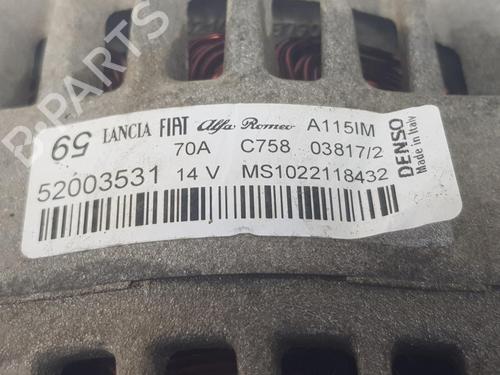 59 LANCIA FIAT Alfa Romeo A115IM
70A C758 03817/2
52003531 14 V MS1022118432
DENSO
Made in Italy
B-PARTS